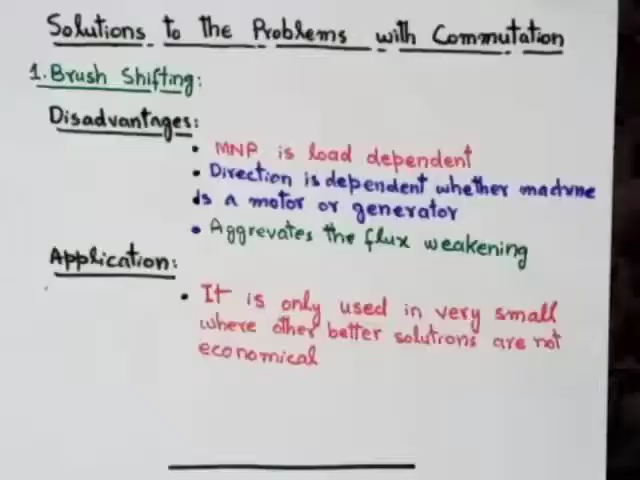 Solutions to the Problems with Commutation
1. Brush Shifting:
Disadvantages:
• MNP is load dependent
• Direction is dependent whether machine
is a motor or generator
• Aggrevates the flux weakening
Application:
• It is only used in very small
where other better solutions are not
economical